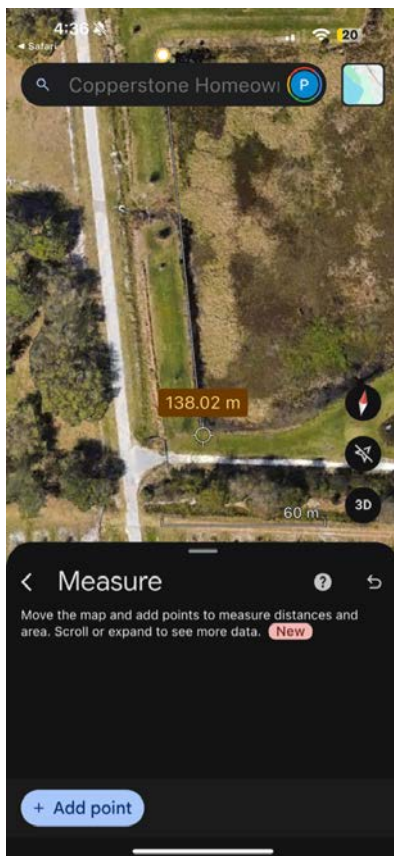 4:36
20
◀ Safari
Copperstone Homeow
P
138.02 m
3D
60 m
Measure
?
Move the map and add points to measure distances and
area. Scroll or expand to see more data. New
+ Add point